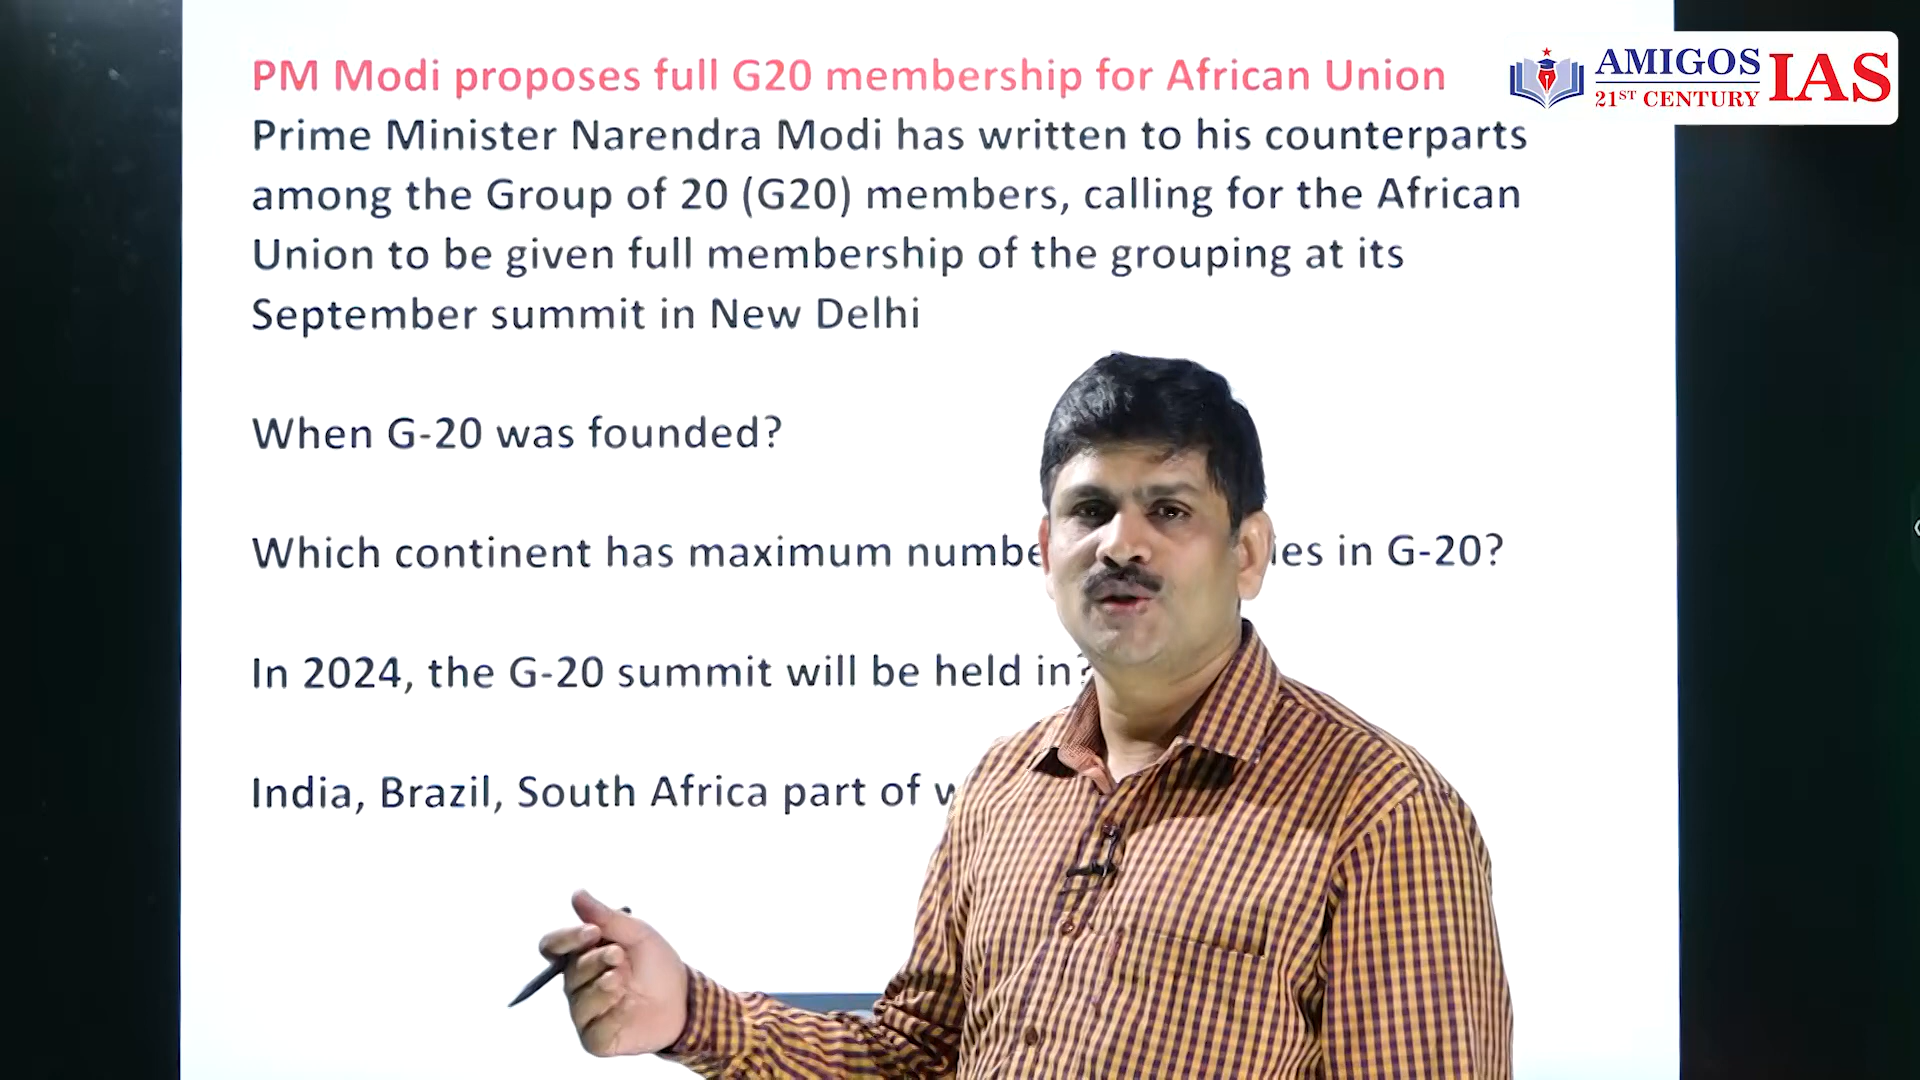 PM Modi proposes full G20 membership for African Union
Prime Minister Narendra Modi has written to his counterparts
among the Group of 20 (G20) members, calling for the African
Union to be given full membership of the grouping at its
September summit in New Delhi
When G-20 was founded?
Which continent has maximum in G-20?
In 2024, the G-20 summit will be held in?
India, Brazil, South Africa part of
AMIGOS
21ST CENTURY
IAS